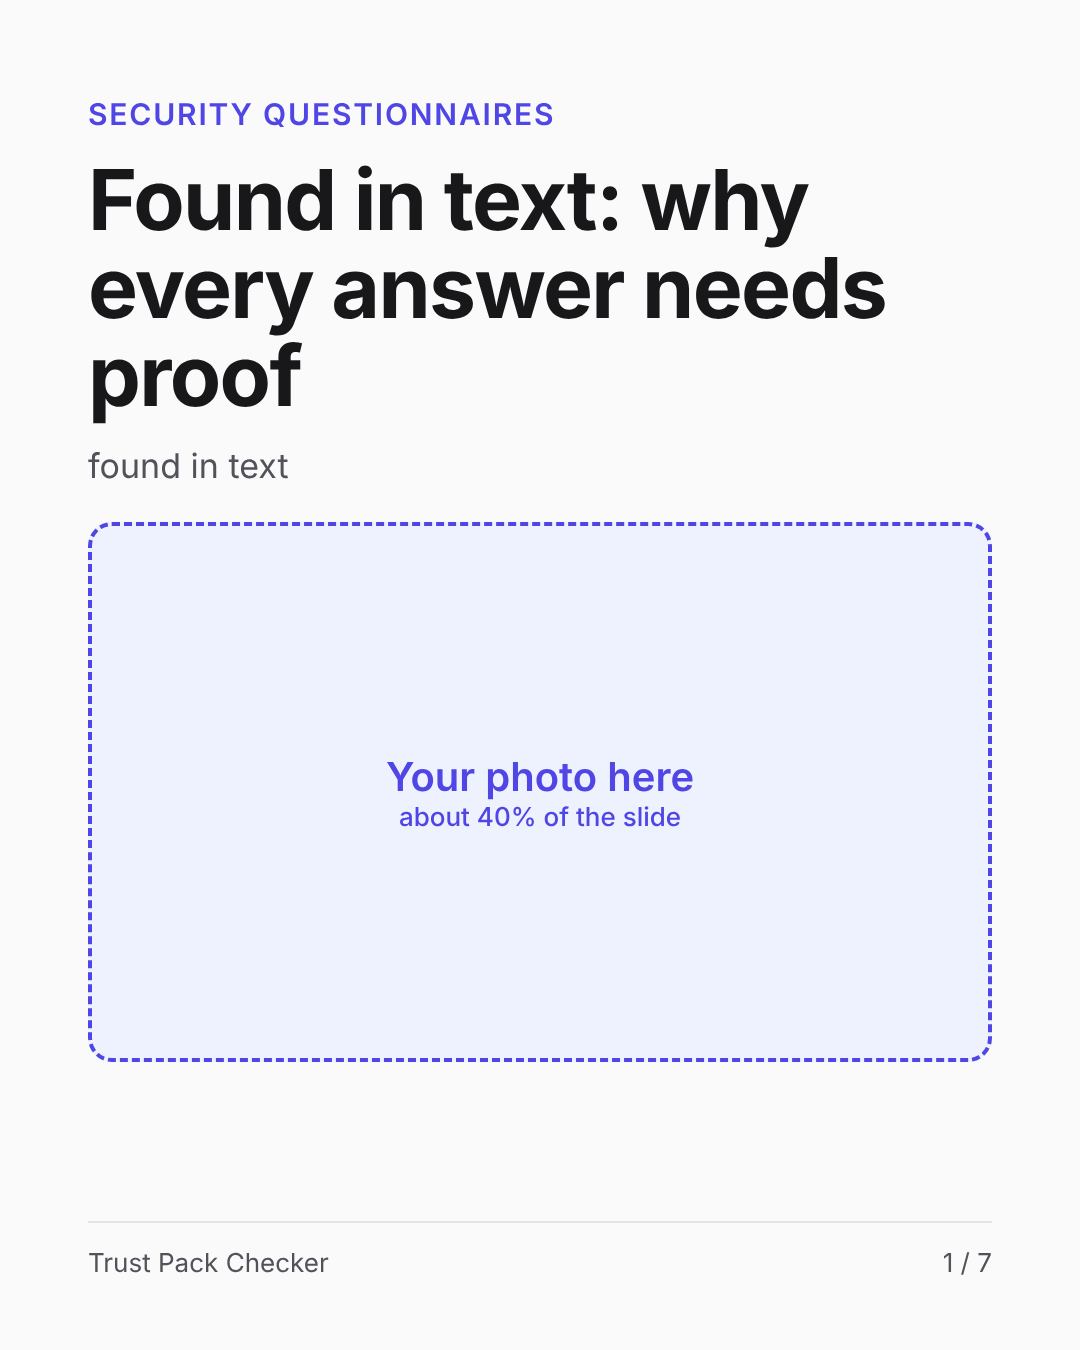 SECURITY QUESTIONNAIRES
Found in text: why
every answer needs
proof
found in text
Your photo here
about 40% of the slide
Trust Pack Checker
1 / 7